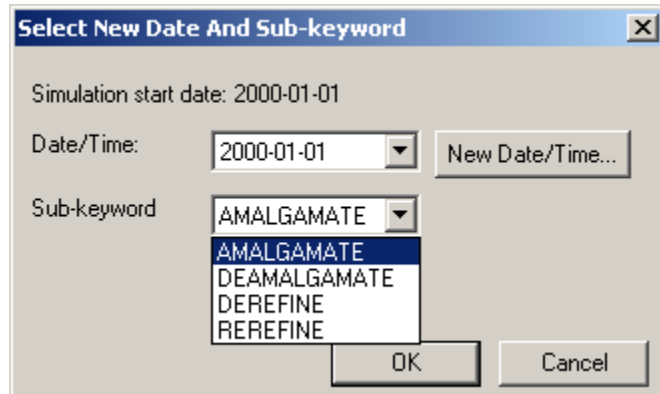 Select New Date And Sub-keyword
Simulation start date: 2000-01-01
Date/Time: 2000-01-01 New Date/Time...
Sub-keyword AMALGAMATE
AMALGAMATE
DEAMALGAMATE
DEREFINE
REREFINE
OK Cancel